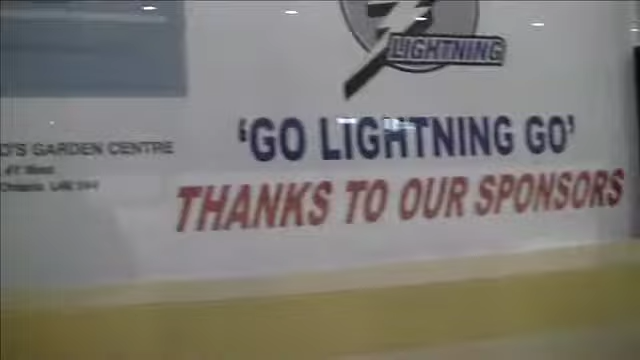 LIGHTNING
'GO LIGHTNING GO'
THANKS TO OUR SPONSORS
GARDEN CENTRE